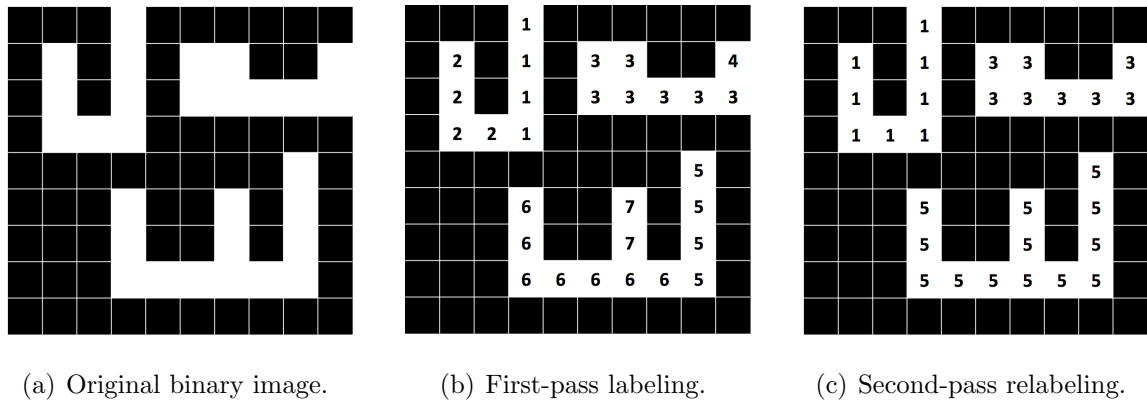 1 1
2 1 3 3 4 1 1 3 3 3
2 1 3 3 3 3 3 1 1 3 3 3 3 3
2 2 1 1 1 1
5 5
6 7 5 5 5 5
6 7 5 5 5 5
6 6 6 6 6 5 5 5 5 5 5 5
(a) Original binary image. (b) First-pass labeling. (c) Second-pass relabeling.